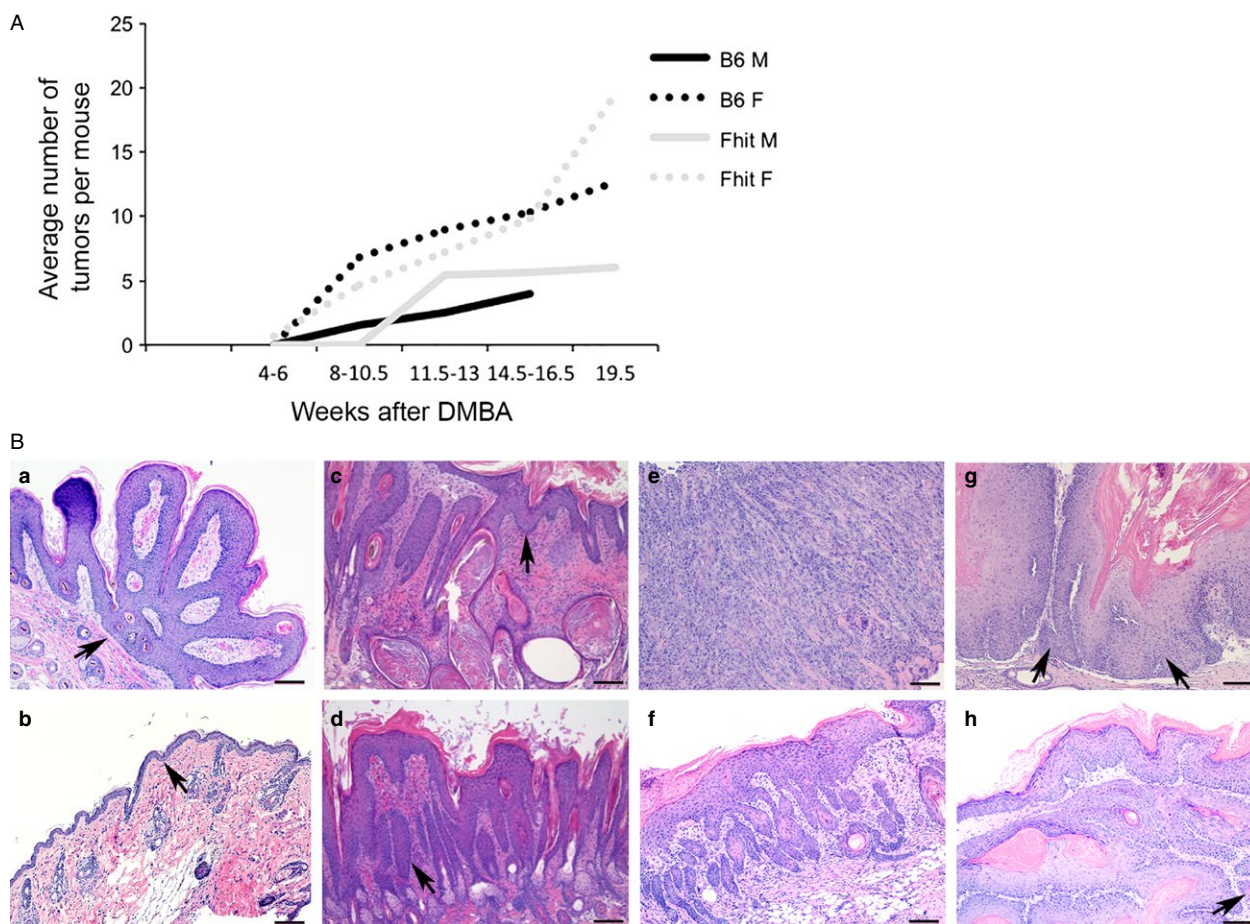 A
Average number of
tumors per mouse
25
20
15
10
5
0
4-6 8-10.5 11.5-13 14.5-16.5 19.5
Weeks after DMBA
B6 M
B6 F
Fhit M
Fhit F
B
a
c
e
g
b
d
f
h